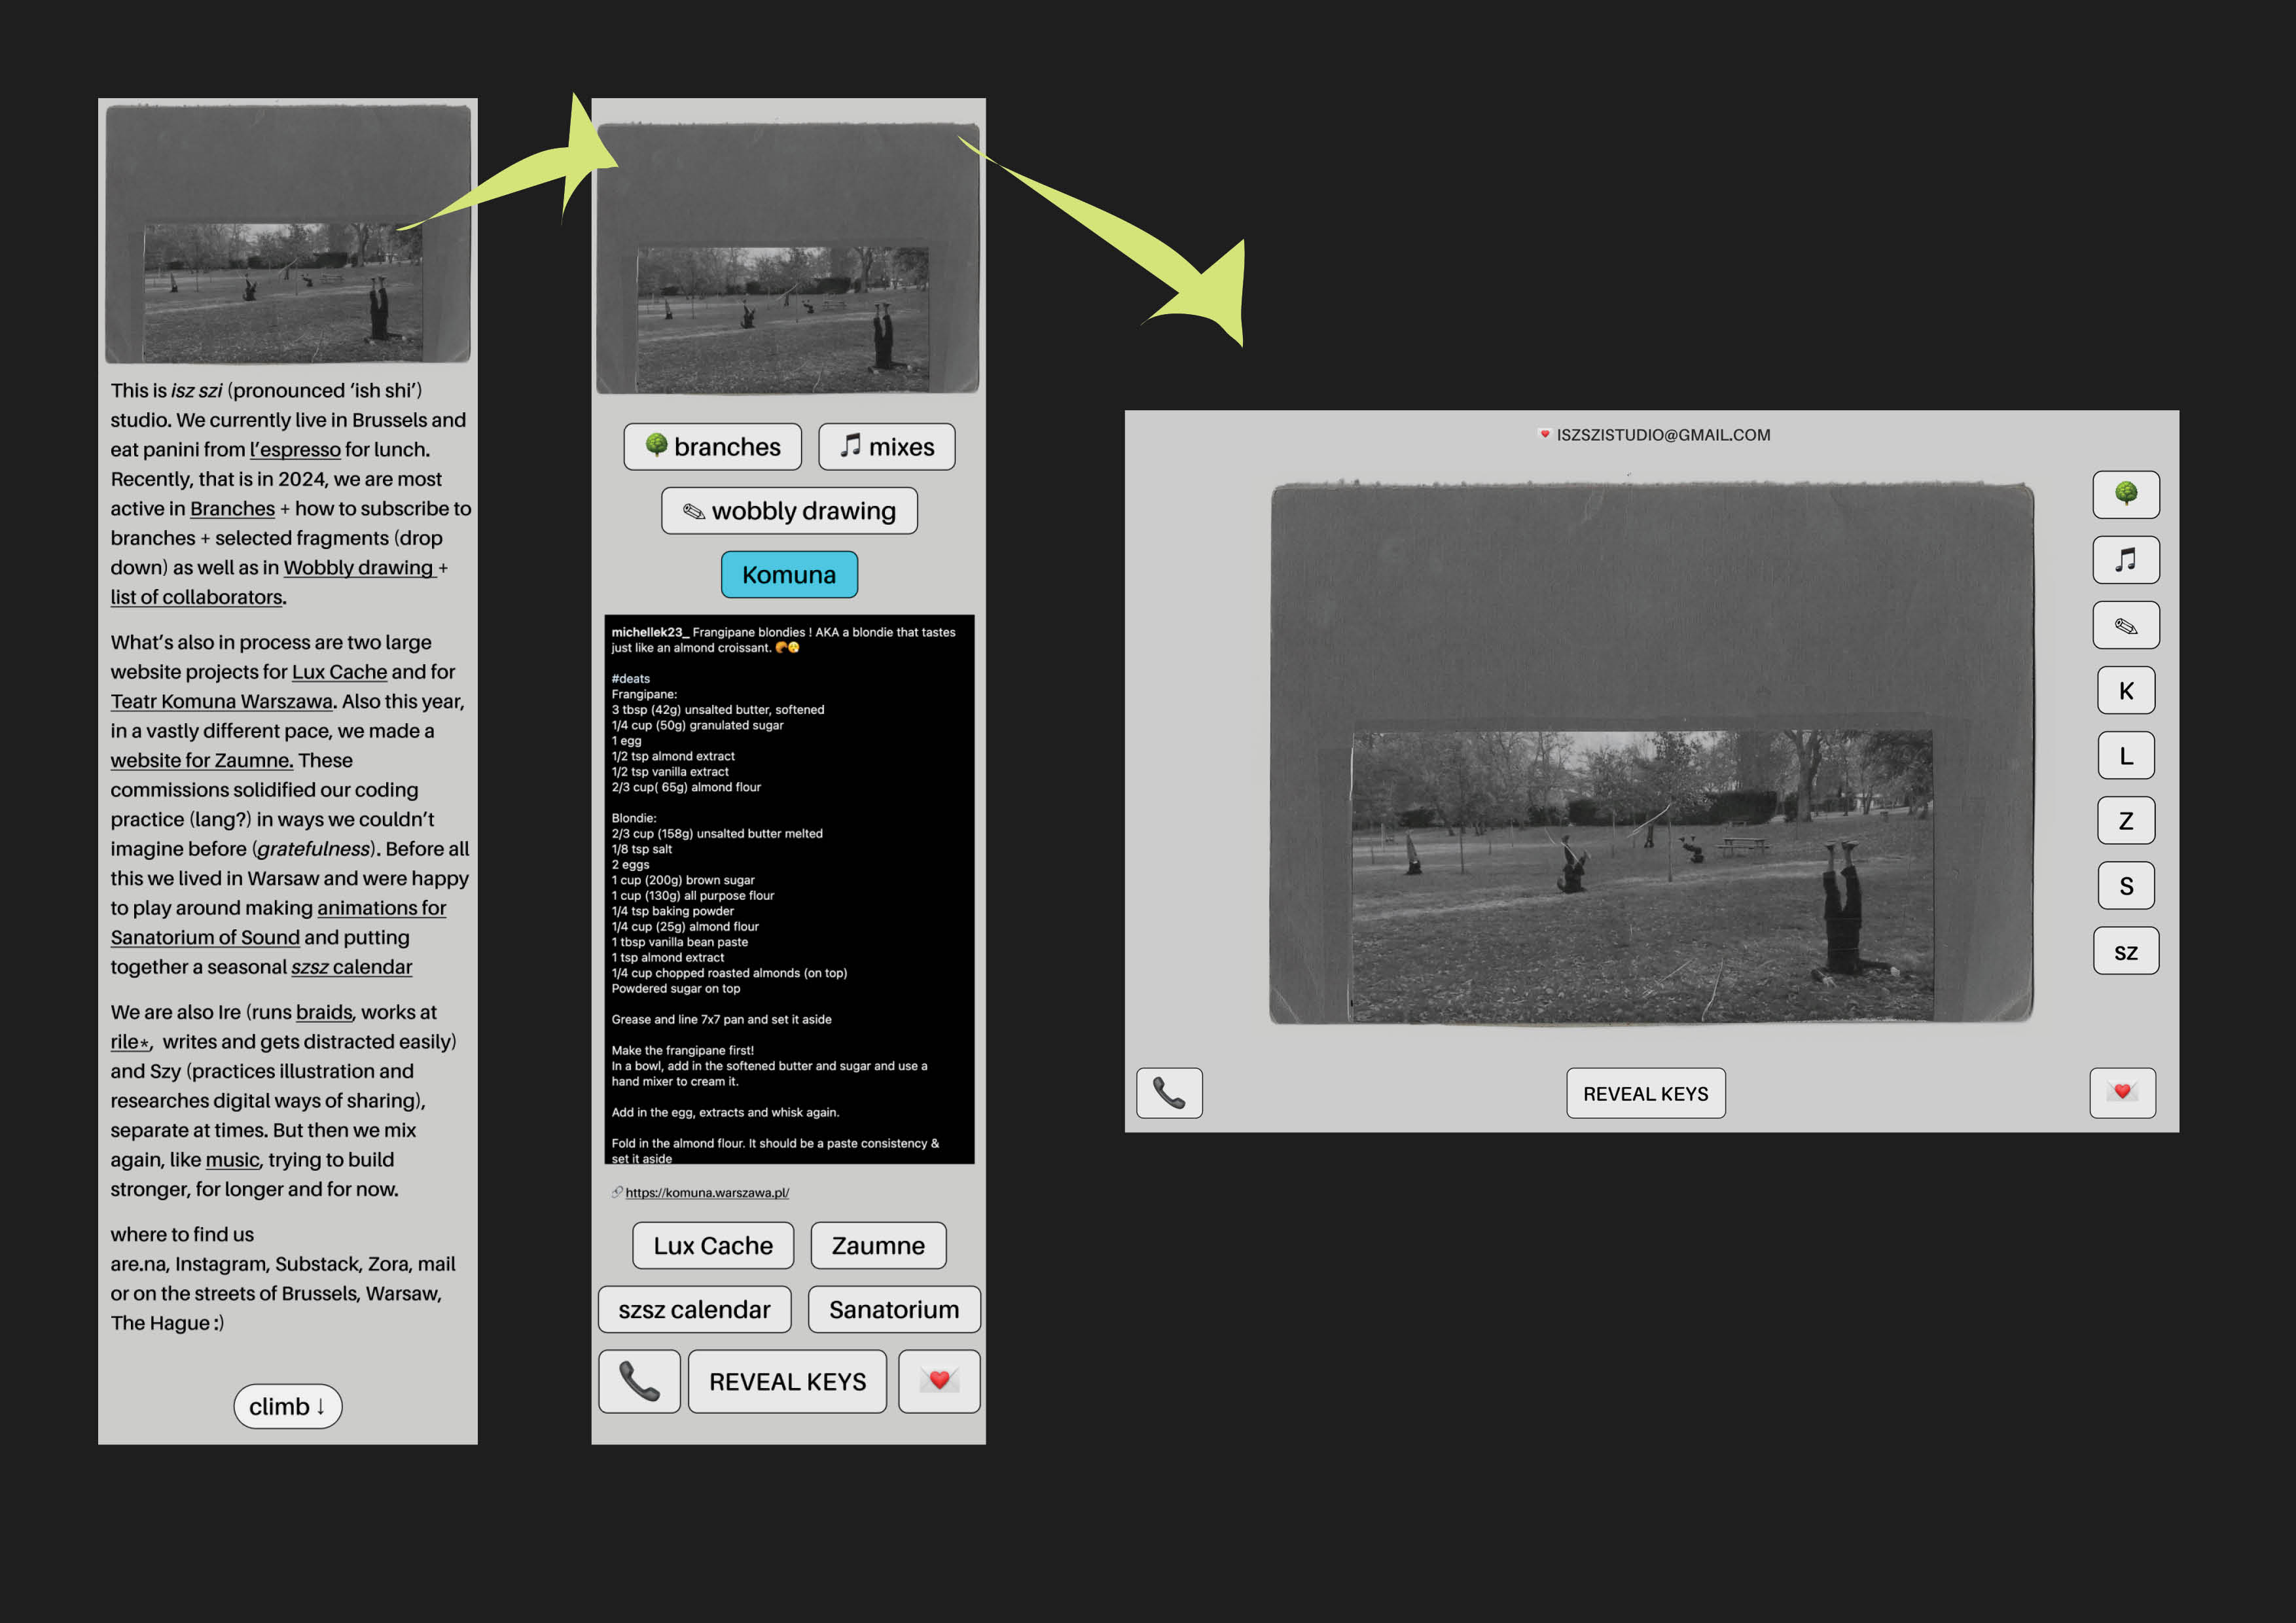 This is isz szi (pronounced ‘ish shi’)
studio. We currently live in Brussels and
eat panini from l’espresso for lunch.
Recently, that is in 2024, we are most
active in Branches + how to subscribe to
branches + selected fragments (drop
down) as well as in Wobbly drawing +
list of collaborators.
What’s also in process are two large
website projects for Lux Cache and for
Teatr Komuna Warszawa. Also this year,
in a vastly different pace, we made a
website for Zaumne. These
commissions solidified our coding
practice (lang?) in ways we couldn’t
imagine before (gratefulness). Before all
this we lived in Warsaw and were happy
to play around making animations for
Sanatorium of Sound and putting
together a seasonal szsz calendar
We are also Ire (runs braids, works at
rile*, writes and gets distracted easily)
and Szy (practices illustration and
researches digital ways of sharing),
separate at times. But then we mix
again, like music, trying to build
stronger, for longer and for now.
where to find us
are.na, Instagram, Substack, Zora, mail
or on the streets of Brussels, Warsaw,
The Hague :)
climb ↓
🌳 branches
🎵 mixes
✎ wobbly drawing
Komuna
michellek23_ Frangipane blondies ! AKA a blondie that tastes
just like an almond croissant. 🥐😚
#deats
Frangipane:
3 tbsp (42g) unsalted butter, softened
1/4 cup (50g) granulated sugar
1 egg
1/2 tsp almond extract
1/2 tsp vanilla extract
2/3 cup( 65g) almond flour
Blondie:
2/3 cup (158g) unsalted butter melted
1/8 tsp salt
2 eggs
1 cup (200g) brown sugar
1 cup (130g) all purpose flour
1/4 tsp baking powder
1/4 cup (25g) almond flour
1 tbsp vanilla bean paste
1 tsp almond extract
1/4 cup chopped roasted almonds (on top)
Powdered sugar on top
Grease and line 7x7 pan and set it aside
Make the frangipane first!
In a bowl, add in the softened butter and sugar and use a
hand mixer to cream it.
Add in the egg, extracts and whisk again.
Fold in the almond flour. It should be a paste consistency &
set it aside
🔗 https://komuna.warszawa.pl/
Lux Cache
Zaumne
szsz calendar
Sanatorium
REVEAL KEYS
💌 ISZSZISTUDIO@GMAIL.COM
K
L
Z
S
SZ
REVEAL KEYS